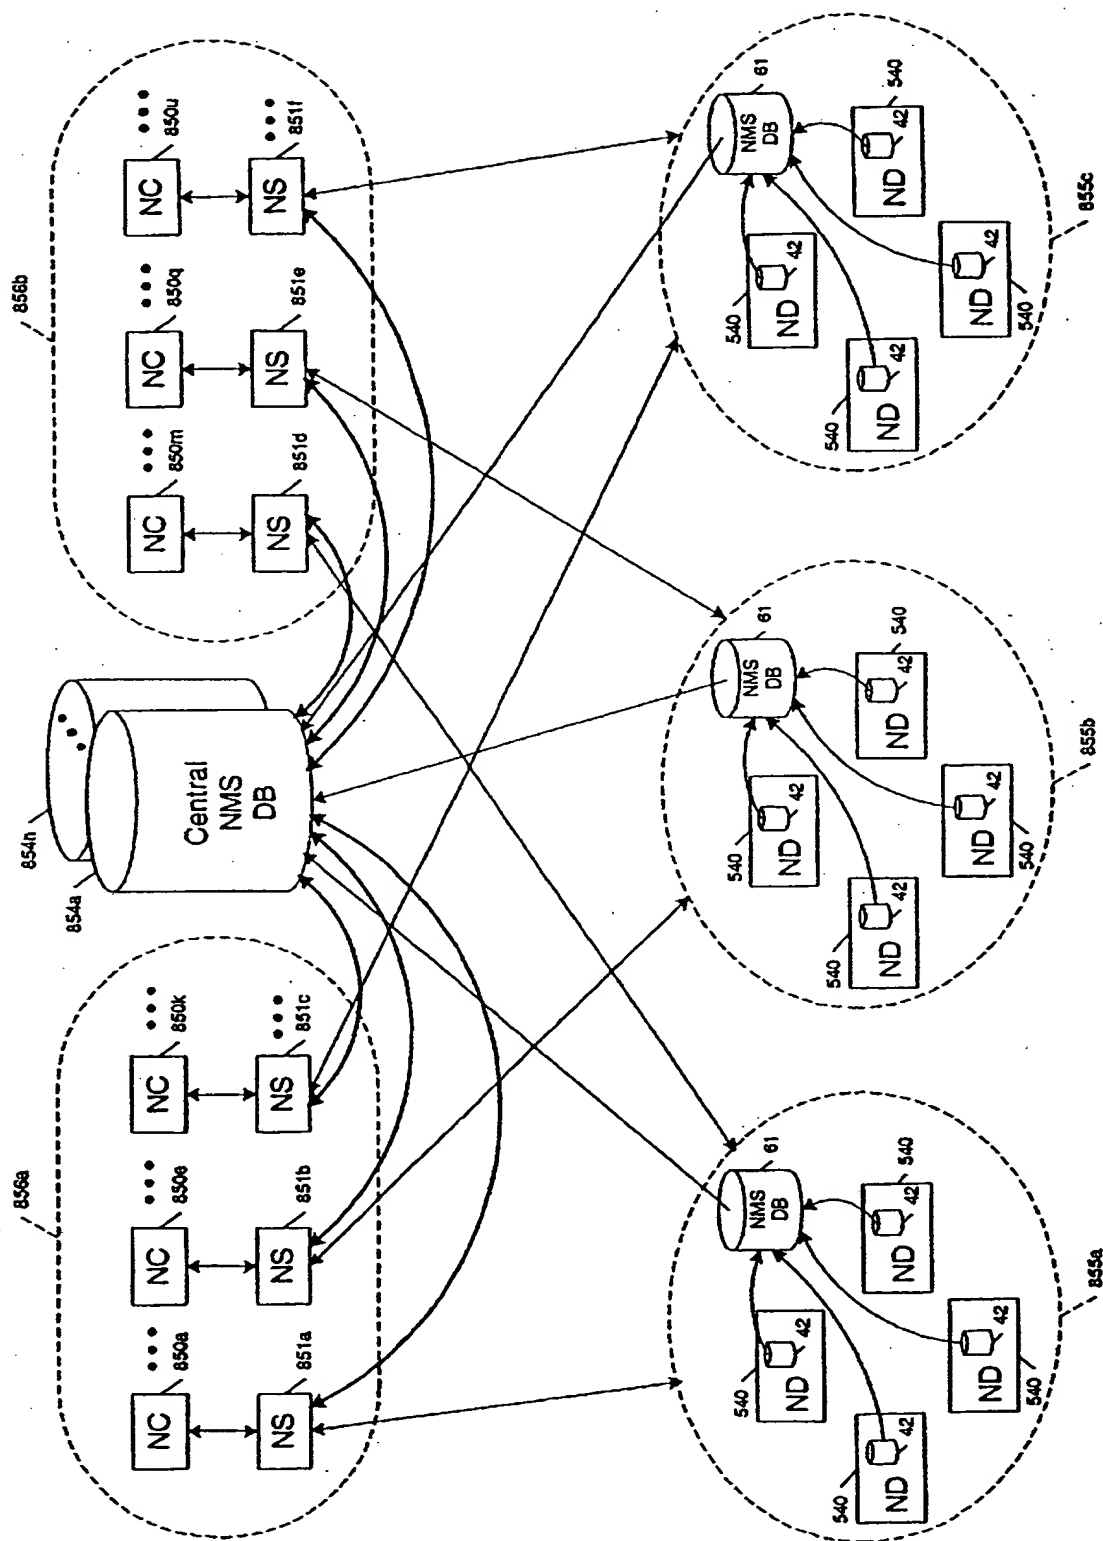 856a
NC
850a
NC
850e
NC
850k
NS
851a
NS
851b
NS
851c
854a
854n
Central
NMS
DB
856b
NC
850m
NC
850q
NC
850u
NS
851d
NS
851e
NS
851f
61
NMS
DB
540
42
ND
540
42
ND
540
42
ND
540
42
ND
855a
61
NMS
DB
540
42
ND
540
42
ND
540
42
ND
540
42
ND
855b
61
NMS
DB
540
42
ND
540
42
ND
540
42
ND
540
42
ND
855c